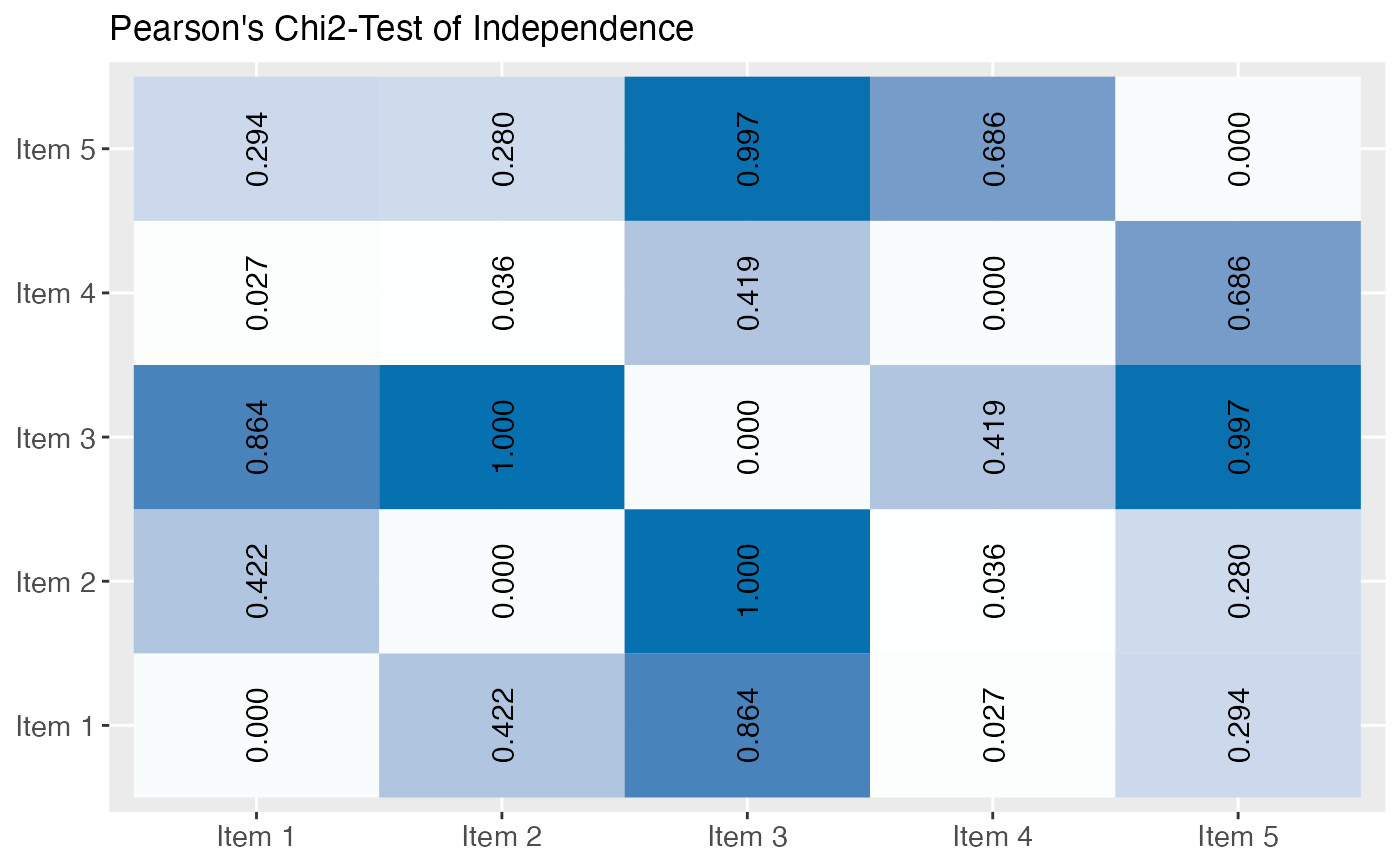 Pearson's Chi2-Test of Independence
Item 5 0.294 0.280 0.997 0.686 0.000
Item 4 0.027 0.036 0.419 0.000 0.686
Item 3 0.864 1.000 0.000 0.419 0.997
Item 2 0.422 0.000 1.000 0.036 0.280
Item 1 0.000 0.422 0.864 0.027 0.294
Item 1 Item 2 Item 3 Item 4 Item 5